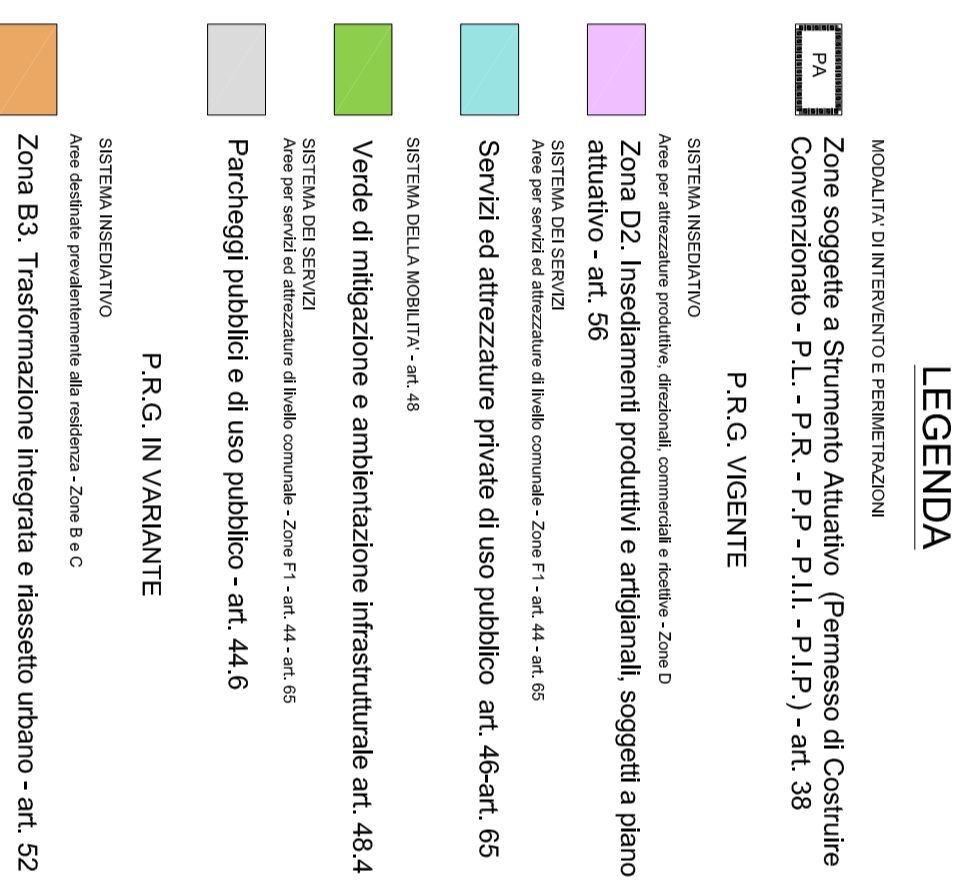 LEGENDA
MODALITA' DI INTERVENTO E PERIMETRAZIONI
PA
Zone soggette a Strumento Attuativo (Permesso di Costruire
Convenzionato - P.L. - P.R. - P.P - P.I.I. - P.I.P.) - art. 38
P.R.G. VIGENTE
SISTEMA INSEDIATIVO
Aree per attrezzature produttive, direzionali, commerciali e ricettive - Zone D
Zona D2. Insediamenti produttivi e artigianali, soggetti a piano
attuativo - art. 56
SISTEMA DEI SERVIZI
Aree per servizi ed attrezzature di livello comunale - Zone F1 - art. 44 - art. 65
Servizi ed attrezzature private di uso pubblico art. 46-art. 65
SISTEMA DELLA MOBILITA' - art. 48
Verde di mitigazione e ambientazione infrastrutturale art. 48.4
SISTEMA DEI SERVIZI
Aree per servizi ed attrezzature di livello comunale - Zone F1 - art. 44 - art. 65
Parcheggi pubblici e di uso pubblico - art. 44.6
P.R.G. IN VARIANTE
SISTEMA INSEDIATIVO
Aree destinate prevalentemente alla residenza - Zone B e C
Zona B3. Trasformazione integrata e riassetto urbano - art. 52